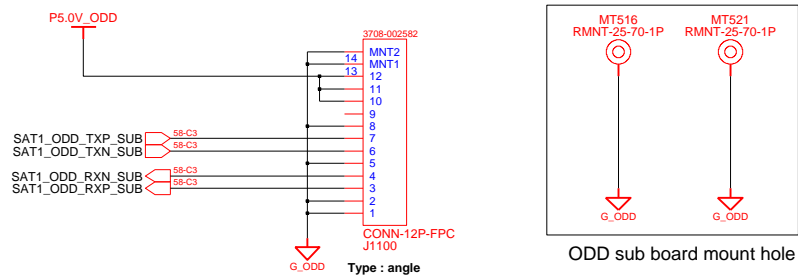 P5.0V_ODD
3708-002582
MNT2
14 MNT1
13 12
11
10
9
8
SAT1_ODD_TXP_SUB 58-C3 7
SAT1_ODD_TXN_SUB 58-C3 6
5
SAT1_ODD_RXN_SUB 58-C3 4
SAT1_ODD_RXP_SUB 58-C3 3
2
1
CONN-12P-FPC
J1100
G_ODD
Type : angle
MT516
RMNT-25-70-1P
MT521
RMNT-25-70-1P
G_ODD
G_ODD
ODD sub board mount hole